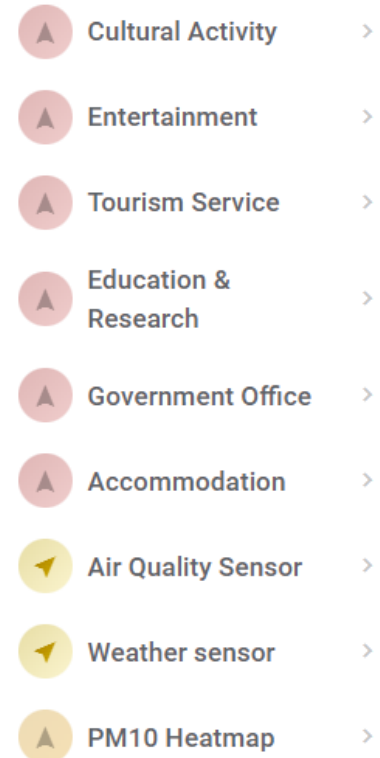 Cultural Activity
Entertainment
Tourism Service
Education &
Research
Government Office
Accommodation
Air Quality Sensor
Weather sensor
PM10 Heatmap